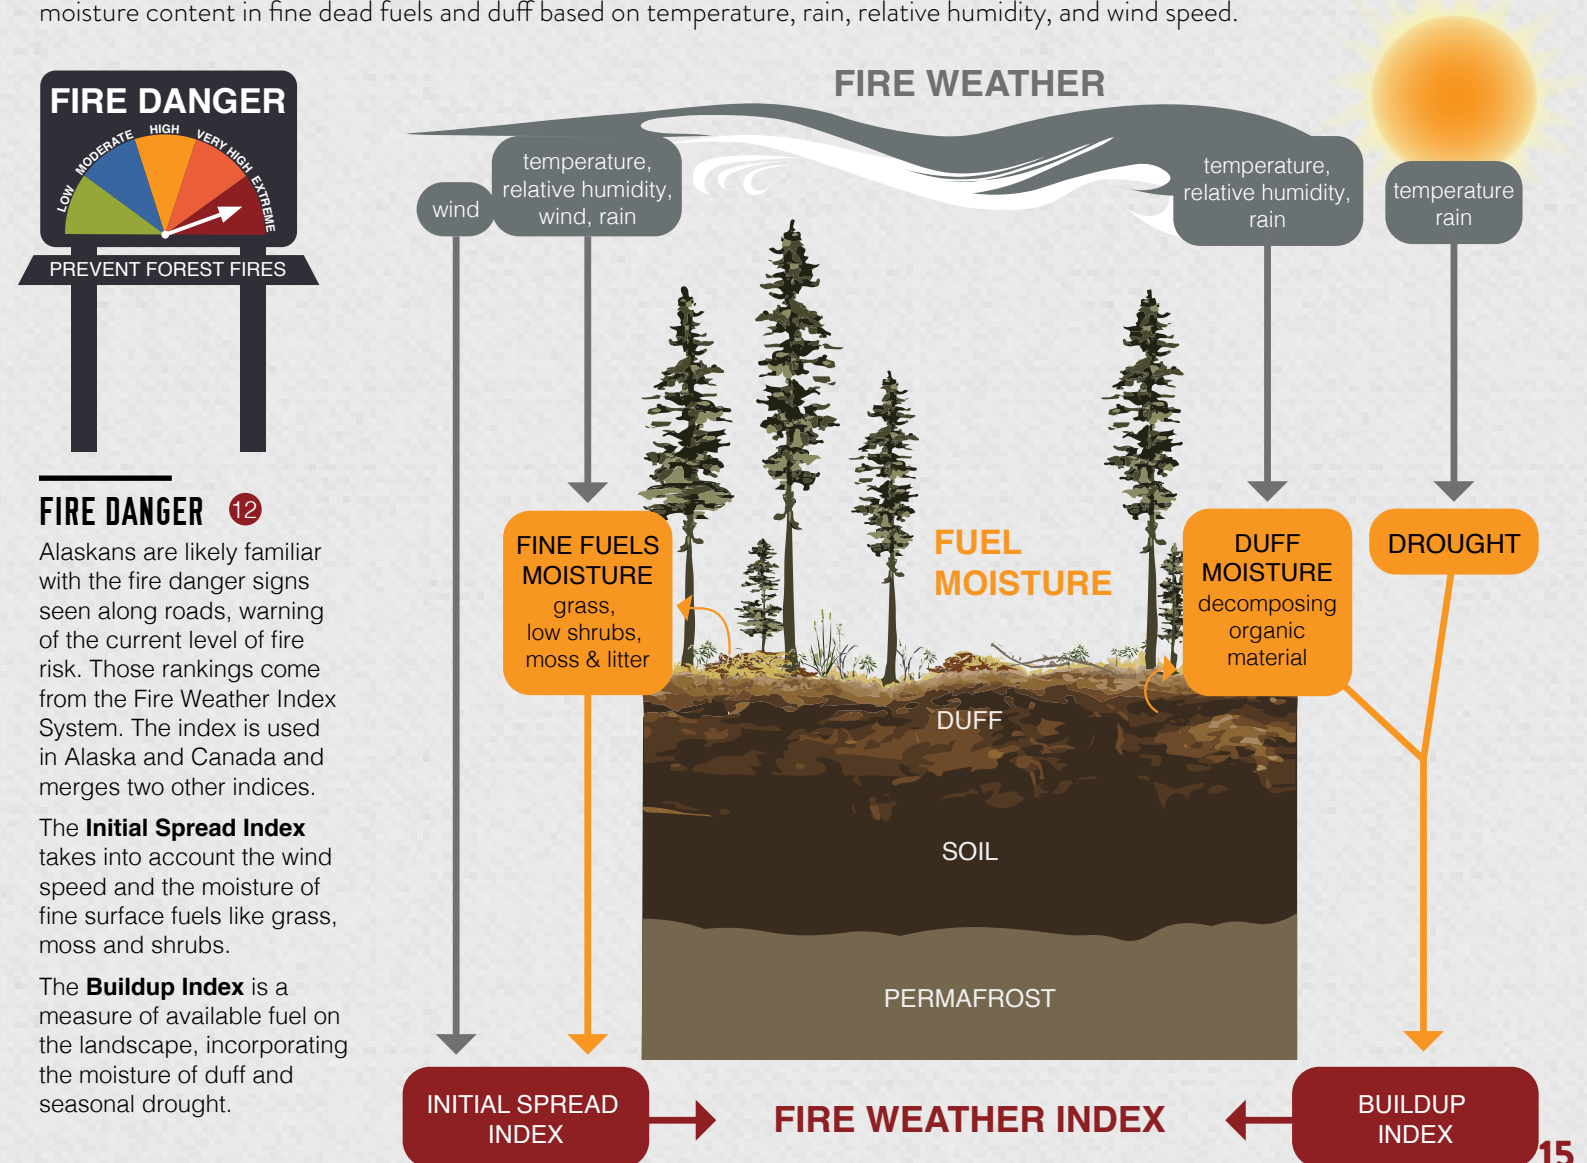 moisture content in fine dead fuels and duff based on temperature, rain, relative humidity, and wind speed.
FIRE DANGER
LOW
MODERATE
HIGH
VERY HIGH
EXTREME
PREVENT FOREST FIRES
FIRE DANGER 12
Alaskans are likely familiar
with the fire danger signs
seen along roads, warning
of the current level of fire
risk. Those rankings come
from the Fire Weather Index
System. The index is used
in Alaska and Canada and
merges two other indices.
The Initial Spread Index
takes into account the wind
speed and the moisture of
fine surface fuels like grass,
moss and shrubs.
The Buildup Index is a
measure of available fuel on
the landscape, incorporating
the moisture of duff and
seasonal drought.
FIRE WEATHER
wind
temperature,
relative humidity,
wind, rain
temperature,
relative humidity,
rain
temperature
rain
FINE FUELS
MOISTURE
grass,
low shrubs,
moss & litter
FUEL
MOISTURE
DUFF
MOISTURE
decomposing
organic
material
DROUGHT
DUFF
SOIL
PERMAFROST
INITIAL SPREAD
INDEX
FIRE WEATHER INDEX
BUILDUP
INDEX
15